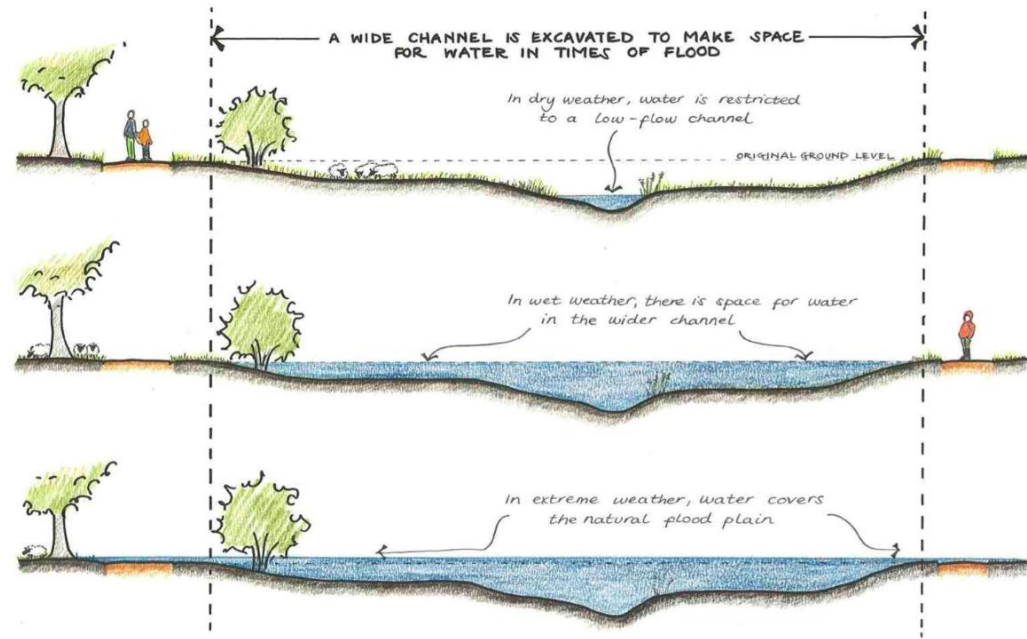 A WIDE CHANNEL IS EXCAVATED TO MAKE SPACE
FOR WATER IN TIMES OF FLOOD
In dry weather, water is restricted
to a low-flow channel
ORIGINAL GROUND LEVEL
In wet weather, there is space for water
in the wider channel
In extreme weather, water covers
the natural flood plain